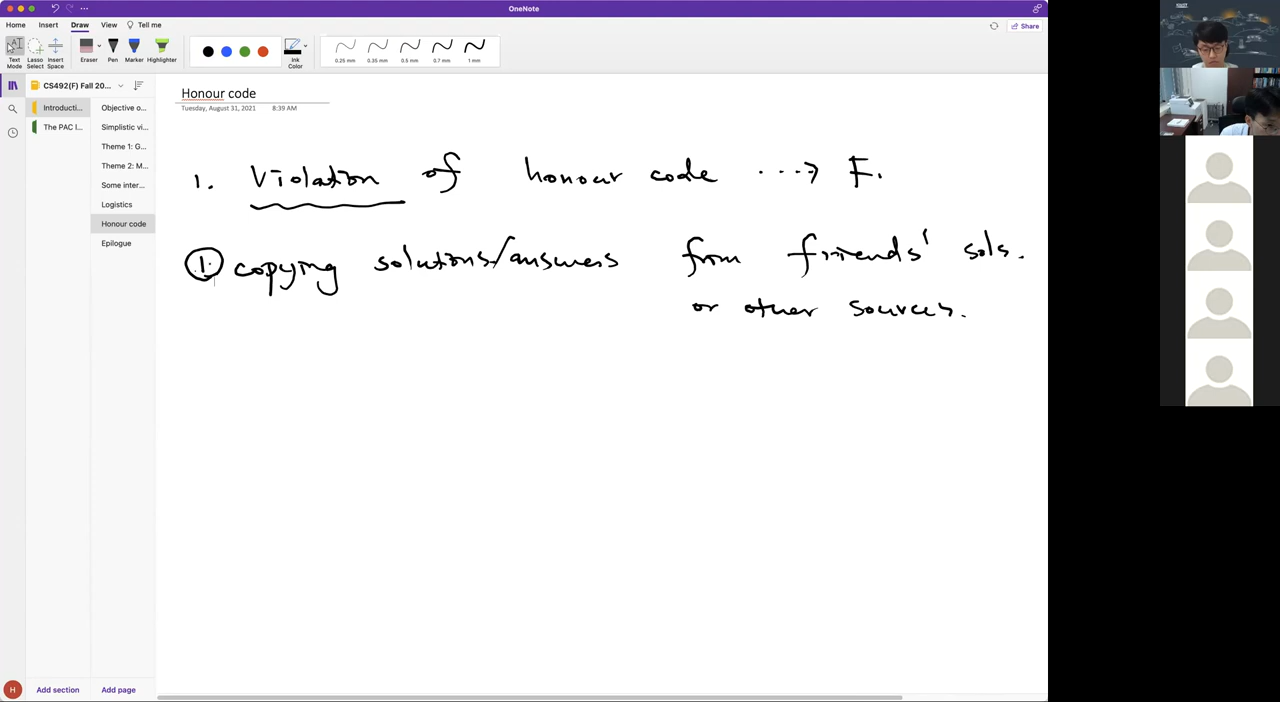 OneNote
Home Insert Draw View Tell me
Share
Text Mode
Lasso Select
Insert Space
Eraser
Pen
Marker
Highlighter
Ink Color
0.25 mm 0.35 mm 0.5 mm 0.7 mm 1 mm
CS492(F) Fall 20...
Introducti...
The PAC l...
Objective o...
Simplistic vi...
Theme 1: G...
Theme 2: M...
Some inter...
Logistics
Honour code
Epilogue
Honour code
Tuesday, August 31, 2021 8:39 AM
1. Violation of honour code ...→ F.
① copying solutions/answers from friends' sols.
or other sources.
H
Add section
Add page
KAIST